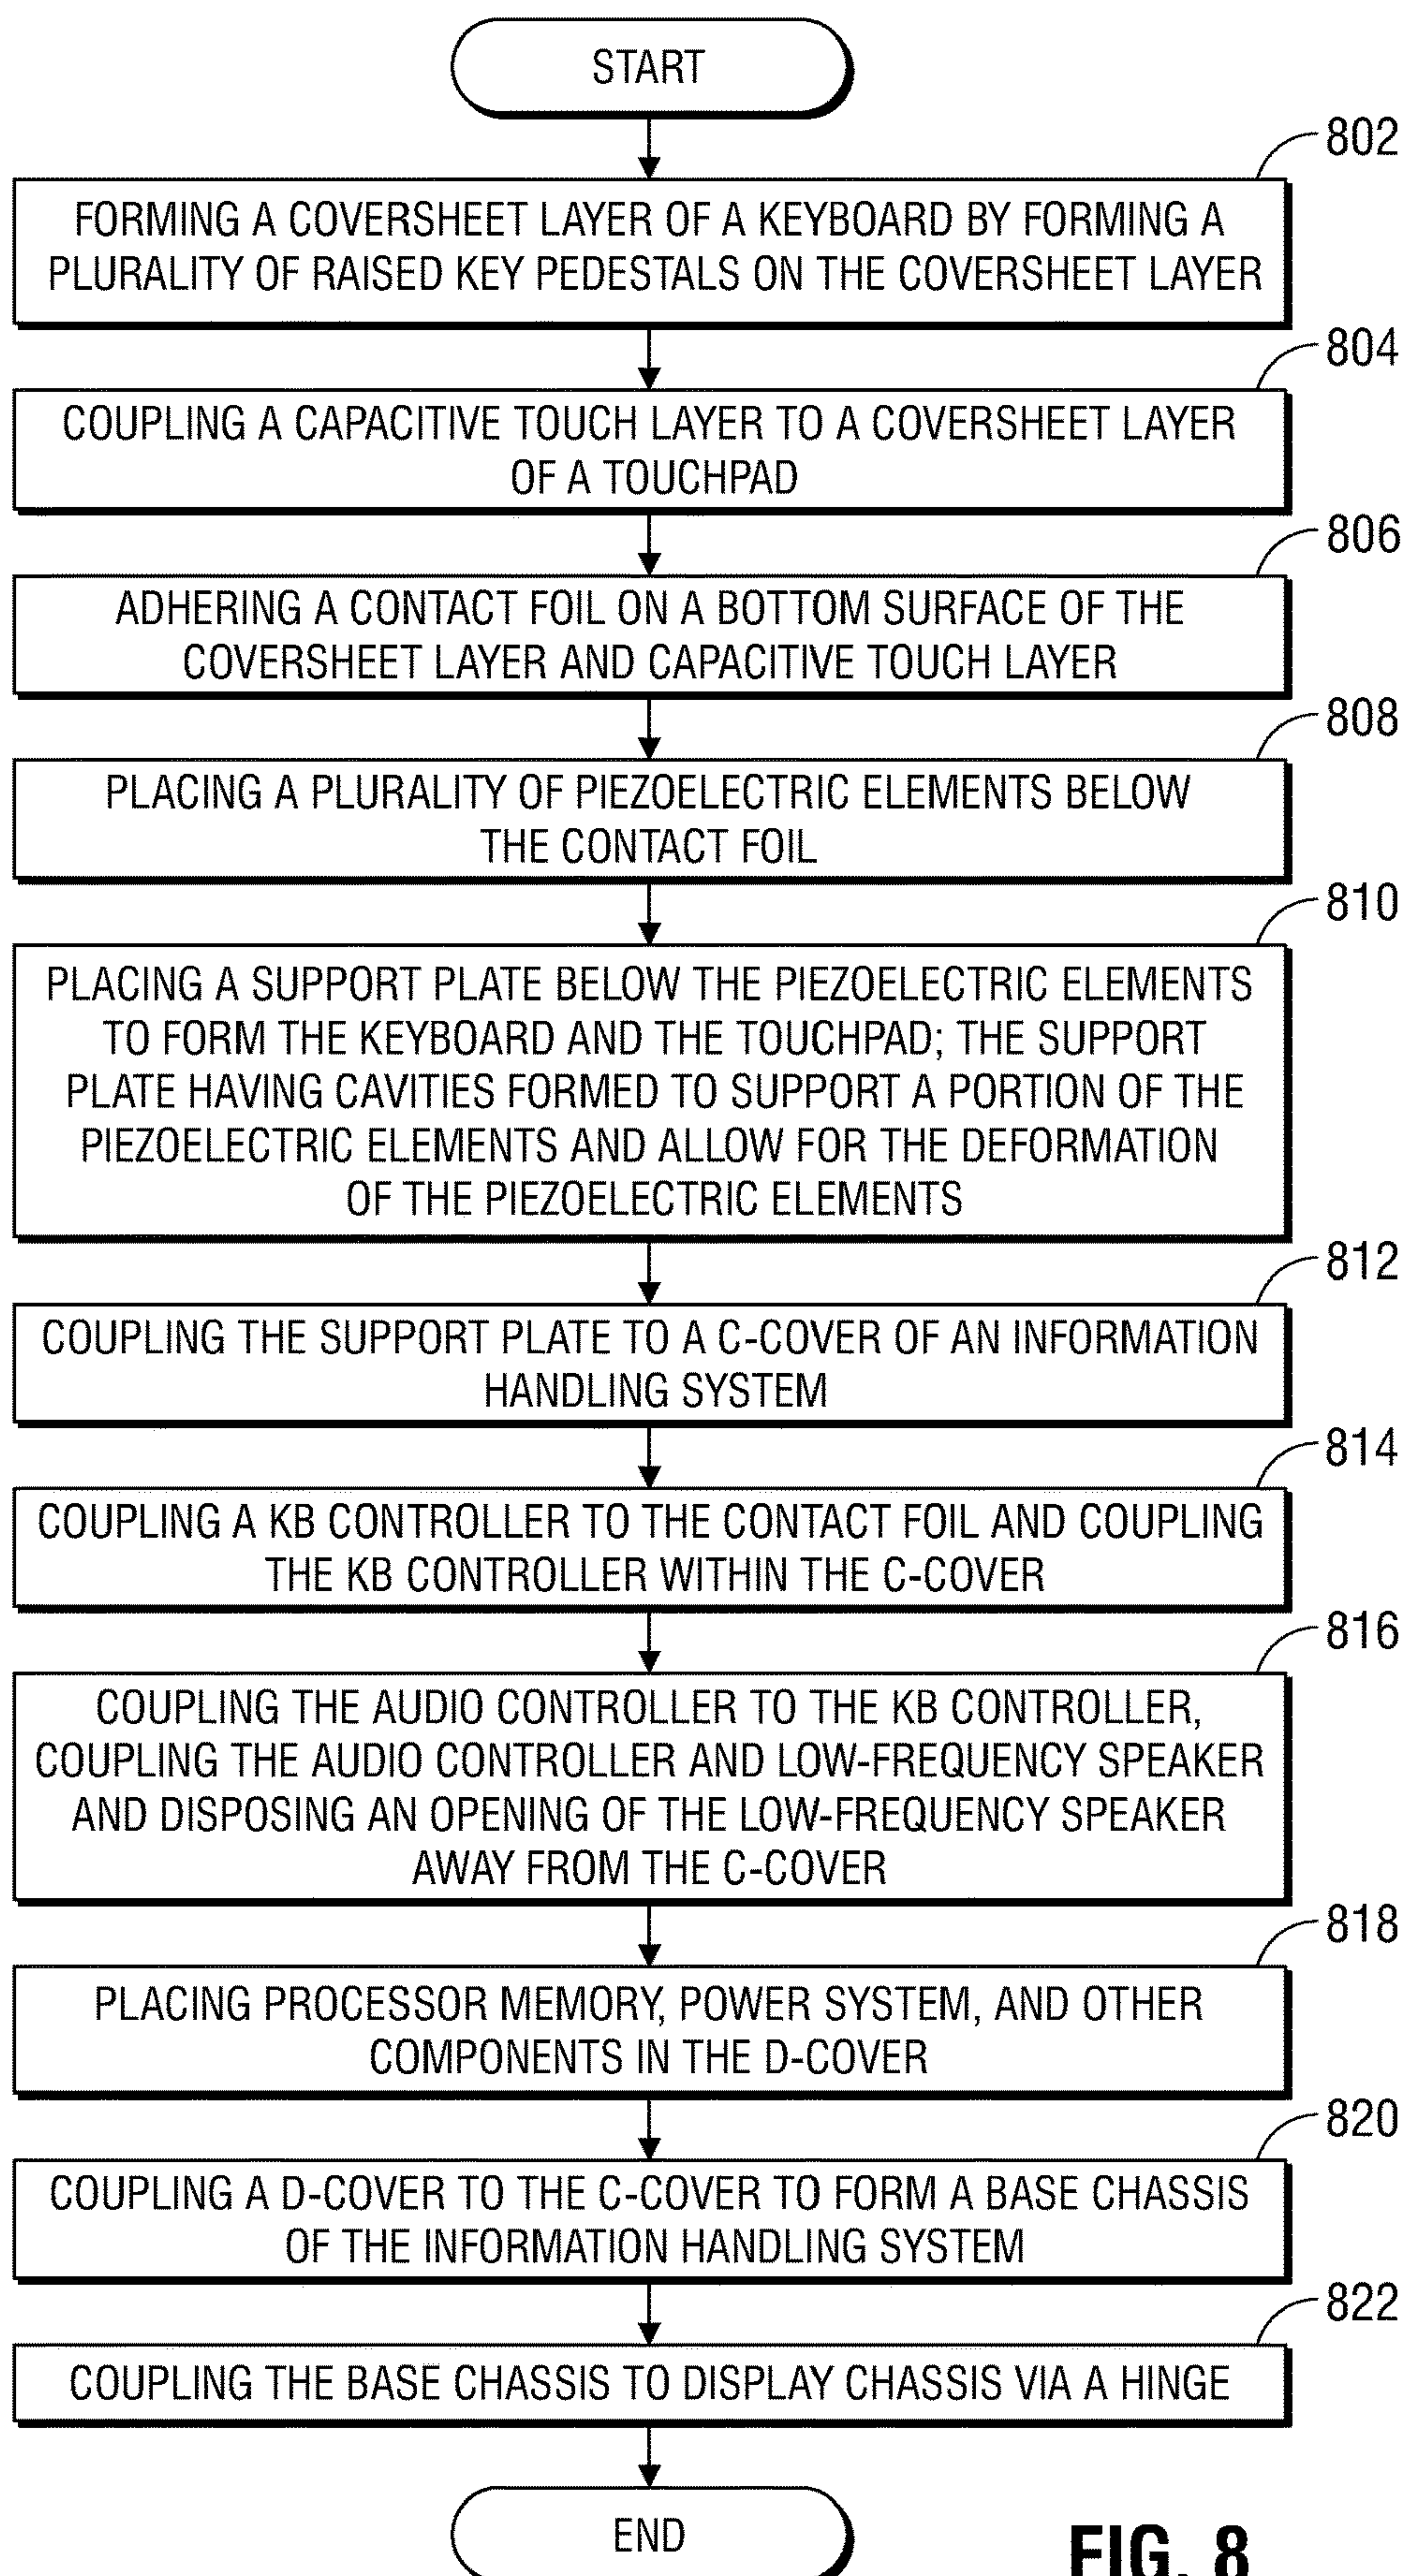 START
802
FORMING A COVERSHEET LAYER OF A KEYBOARD BY FORMING A
PLURALITY OF RAISED KEY PEDESTALS ON THE COVERSHEET LAYER
804
COUPLING A CAPACITIVE TOUCH LAYER TO A COVERSHEET LAYER
OF A TOUCHPAD
806
ADHERING A CONTACT FOIL ON A BOTTOM SURFACE OF THE
COVERSHEET LAYER AND CAPACITIVE TOUCH LAYER
808
PLACING A PLURALITY OF PIEZOELECTRIC ELEMENTS BELOW
THE CONTACT FOIL
810
PLACING A SUPPORT PLATE BELOW THE PIEZOELECTRIC ELEMENTS
TO FORM THE KEYBOARD AND THE TOUCHPAD; THE SUPPORT
PLATE HAVING CAVITIES FORMED TO SUPPORT A PORTION OF THE
PIEZOELECTRIC ELEMENTS AND ALLOW FOR THE DEFORMATION
OF THE PIEZOELECTRIC ELEMENTS
812
COUPLING THE SUPPORT PLATE TO A C-COVER OF AN INFORMATION
HANDLING SYSTEM
814
COUPLING A KB CONTROLLER TO THE CONTACT FOIL AND COUPLING
THE KB CONTROLLER WITHIN THE C-COVER
816
COUPLING THE AUDIO CONTROLLER TO THE KB CONTROLLER,
COUPLING THE AUDIO CONTROLLER AND LOW-FREQUENCY SPEAKER
AND DISPOSING AN OPENING OF THE LOW-FREQUENCY SPEAKER
AWAY FROM THE C-COVER
818
PLACING PROCESSOR MEMORY, POWER SYSTEM, AND OTHER
COMPONENTS IN THE D-COVER
820
COUPLING A D-COVER TO THE C-COVER TO FORM A BASE CHASSIS
OF THE INFORMATION HANDLING SYSTEM
822
COUPLING THE BASE CHASSIS TO DISPLAY CHASSIS VIA A HINGE
END
FIG. 8